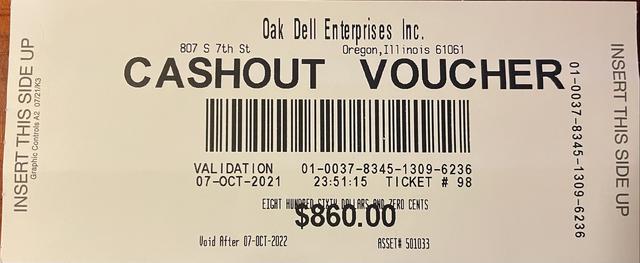 INSERT THIS SIDE UP
Graphic Controls A2 07/21/K3
Oak Dell Enterprises Inc.
807 S 7th St Oregon,Illinois 61061
CASHOUT VOUCHER
VALIDATION 01-0037-8345-1309-6236
07-OCT-2021 23:51:15 TICKET # 98
EIGHT HUNDRED SIXTY DOLLARS AND ZERO CENTS
$860.00
Void After 07-OCT-2022 ASSET# 501033
01-0037-8345-1309-6236
INSERT THIS SIDE UP